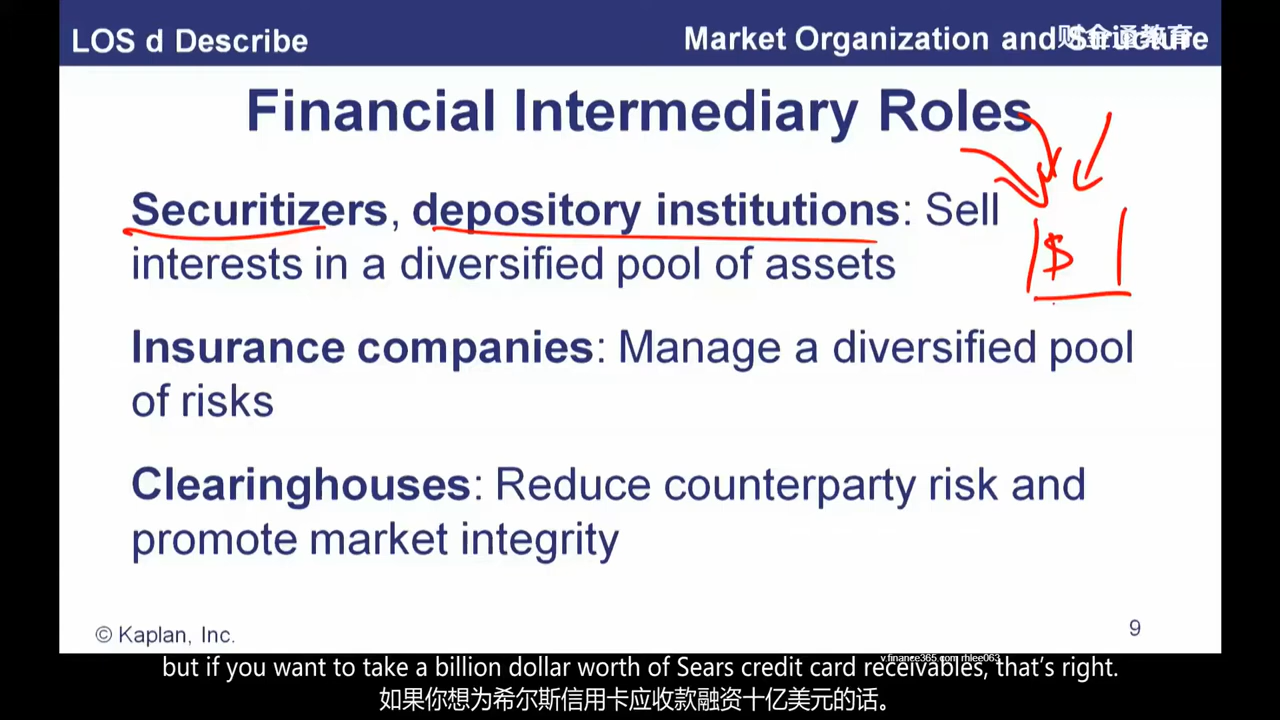 LOS d Describe
Market Organization and Structure
财金通教育
Financial Intermediary Roles
Securitizers, depository institutions: Sell
interests in a diversified pool of assets
$
Insurance companies: Manage a diversified pool
of risks
Clearinghouses: Reduce counterparty risk and
promote market integrity
© Kaplan, Inc.
9
v.finance365.com rhlee063
but if you want to take a billion dollar worth of Sears credit card receivables, that's right.
如果你想为希尔斯信用卡应收款融资十亿美元的话。